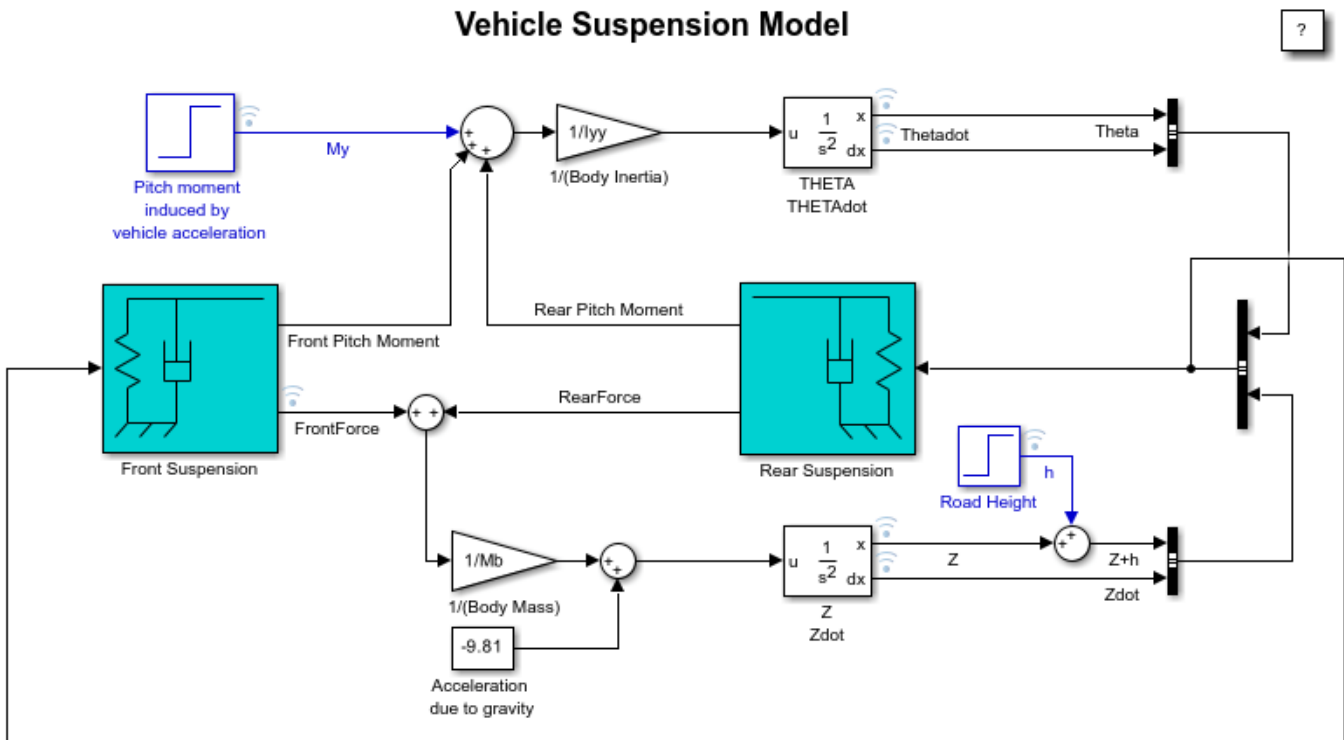 Vehicle Suspension Model
?
My
Pitch moment
induced by
vehicle acceleration
+
+
+
1/Iyy
1/(Body Inertia)
u
1
s2
x
dx
THETA
THETAdot
Thetadot
Theta
Front Pitch Moment
FrontForce
Front Suspension
Rear Pitch Moment
RearForce
Rear Suspension
+ +
h
Road Height
1/Mb
1/(Body Mass)
+
+
-9.81
Acceleration
due to gravity
u
1
s2
x
dx
Z
Zdot
Z
+
+
Z+h
Zdot